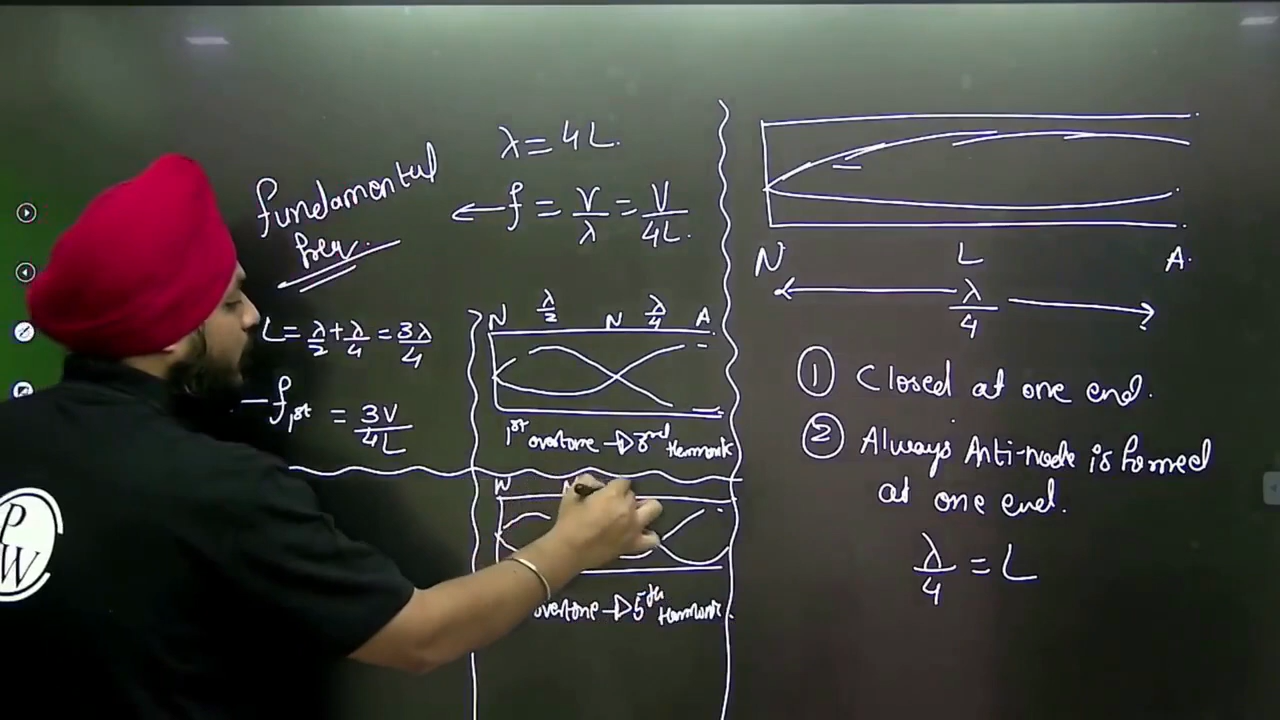 λ = 4L.
fundamental
← f = V/λ = V/4L.
N λ/2 N λ/4 A
L = λ/2 + λ/4 = 3λ/4
f1st = 3V/4L
1st overtone → 3rd Harmonic
N
overtone → 5th Harmonic
N L A.
λ/4
① Closed at one end.
② Always Anti-node is formed
at one end.
λ/4 = L
P
W